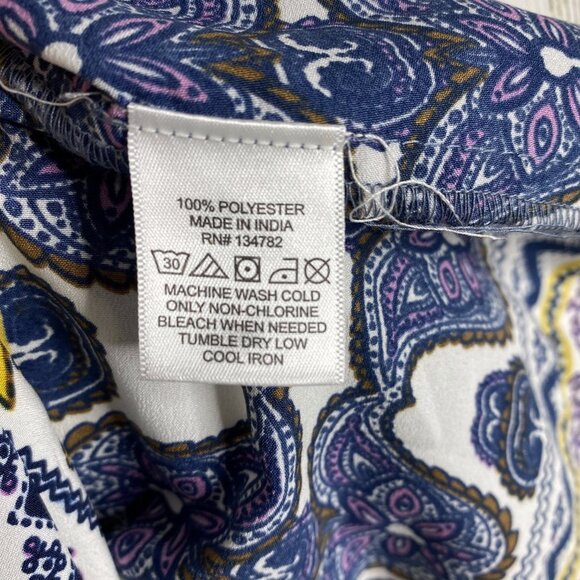 100% POLYESTER
MADE IN INDIA
RN# 134782
30
MACHINE WASH COLD
ONLY NON-CHLORINE
BLEACH WHEN NEEDED
TUMBLE DRY LOW
COOL IRON